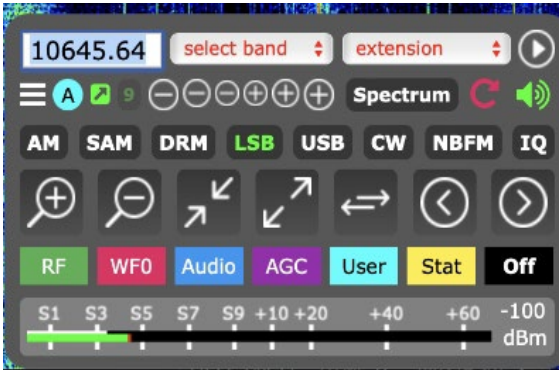 10645.64 select band extension
A 9 Spectrum
AM SAM DRM LSB USB CW NBFM IQ
RF WF0 Audio AGC User Stat Off
S1 S3 S5 S7 S9 +10 +20 +40 +60 -100
dBm